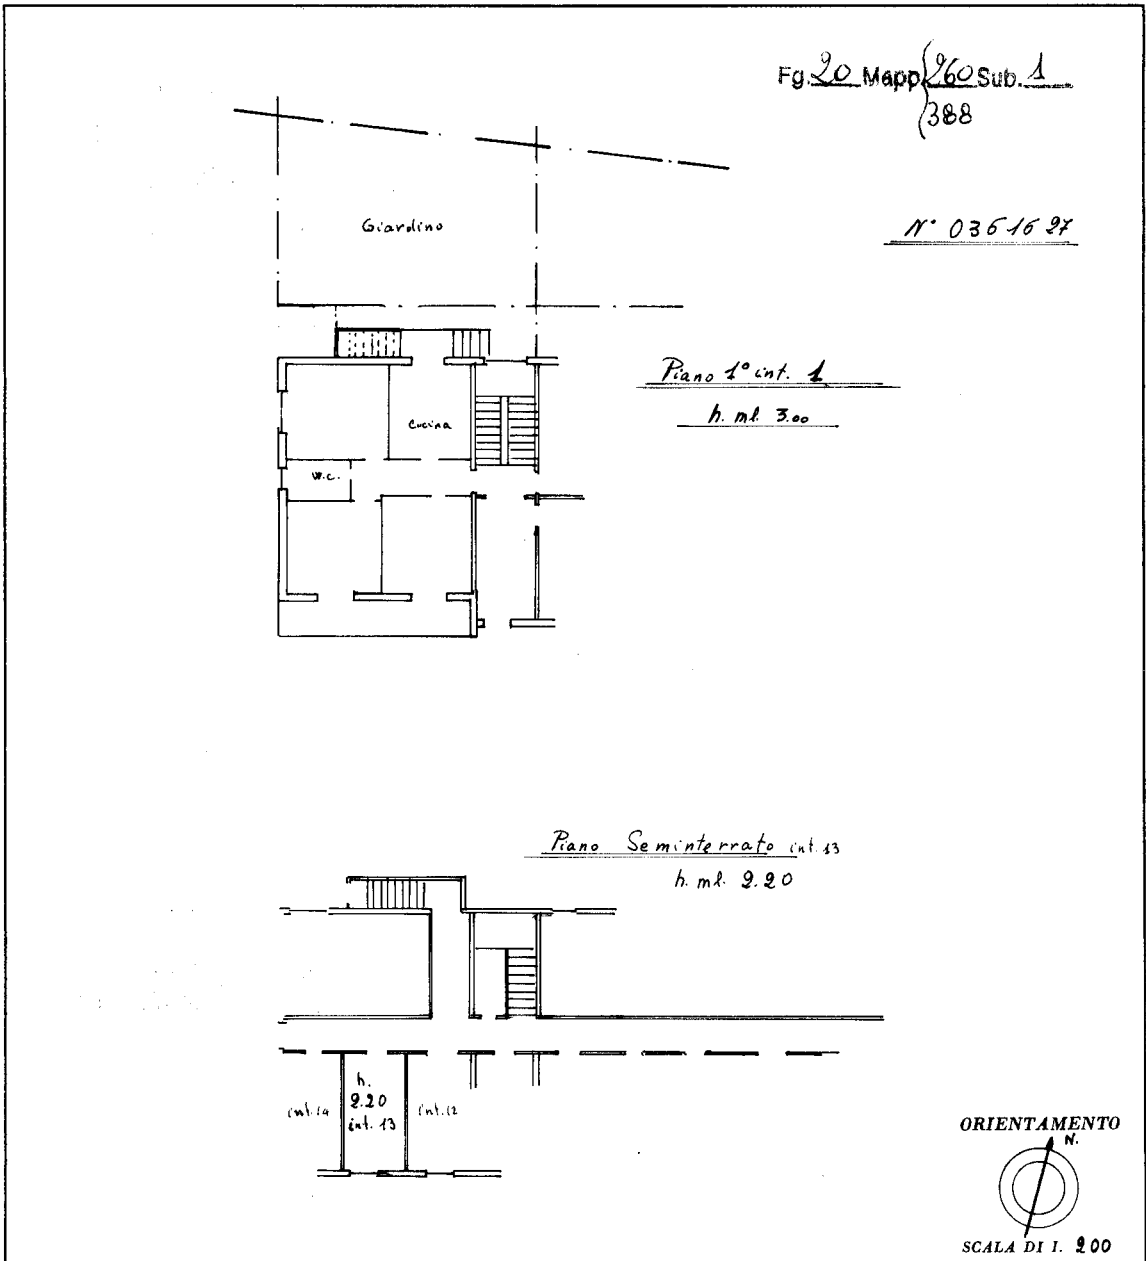 Fg. 20 Mapp. 260 Sub. 1
388
N° 0361627
Giardino
Piano 1° int. 1
h. ml. 3.00
Cucina
W.C.
Piano Seminterrato int. 13
h. ml. 2.20
h.
2.20
int. 14
int. 13
int. 12
ORIENTAMENTO
N.
SCALA DI 1. 200